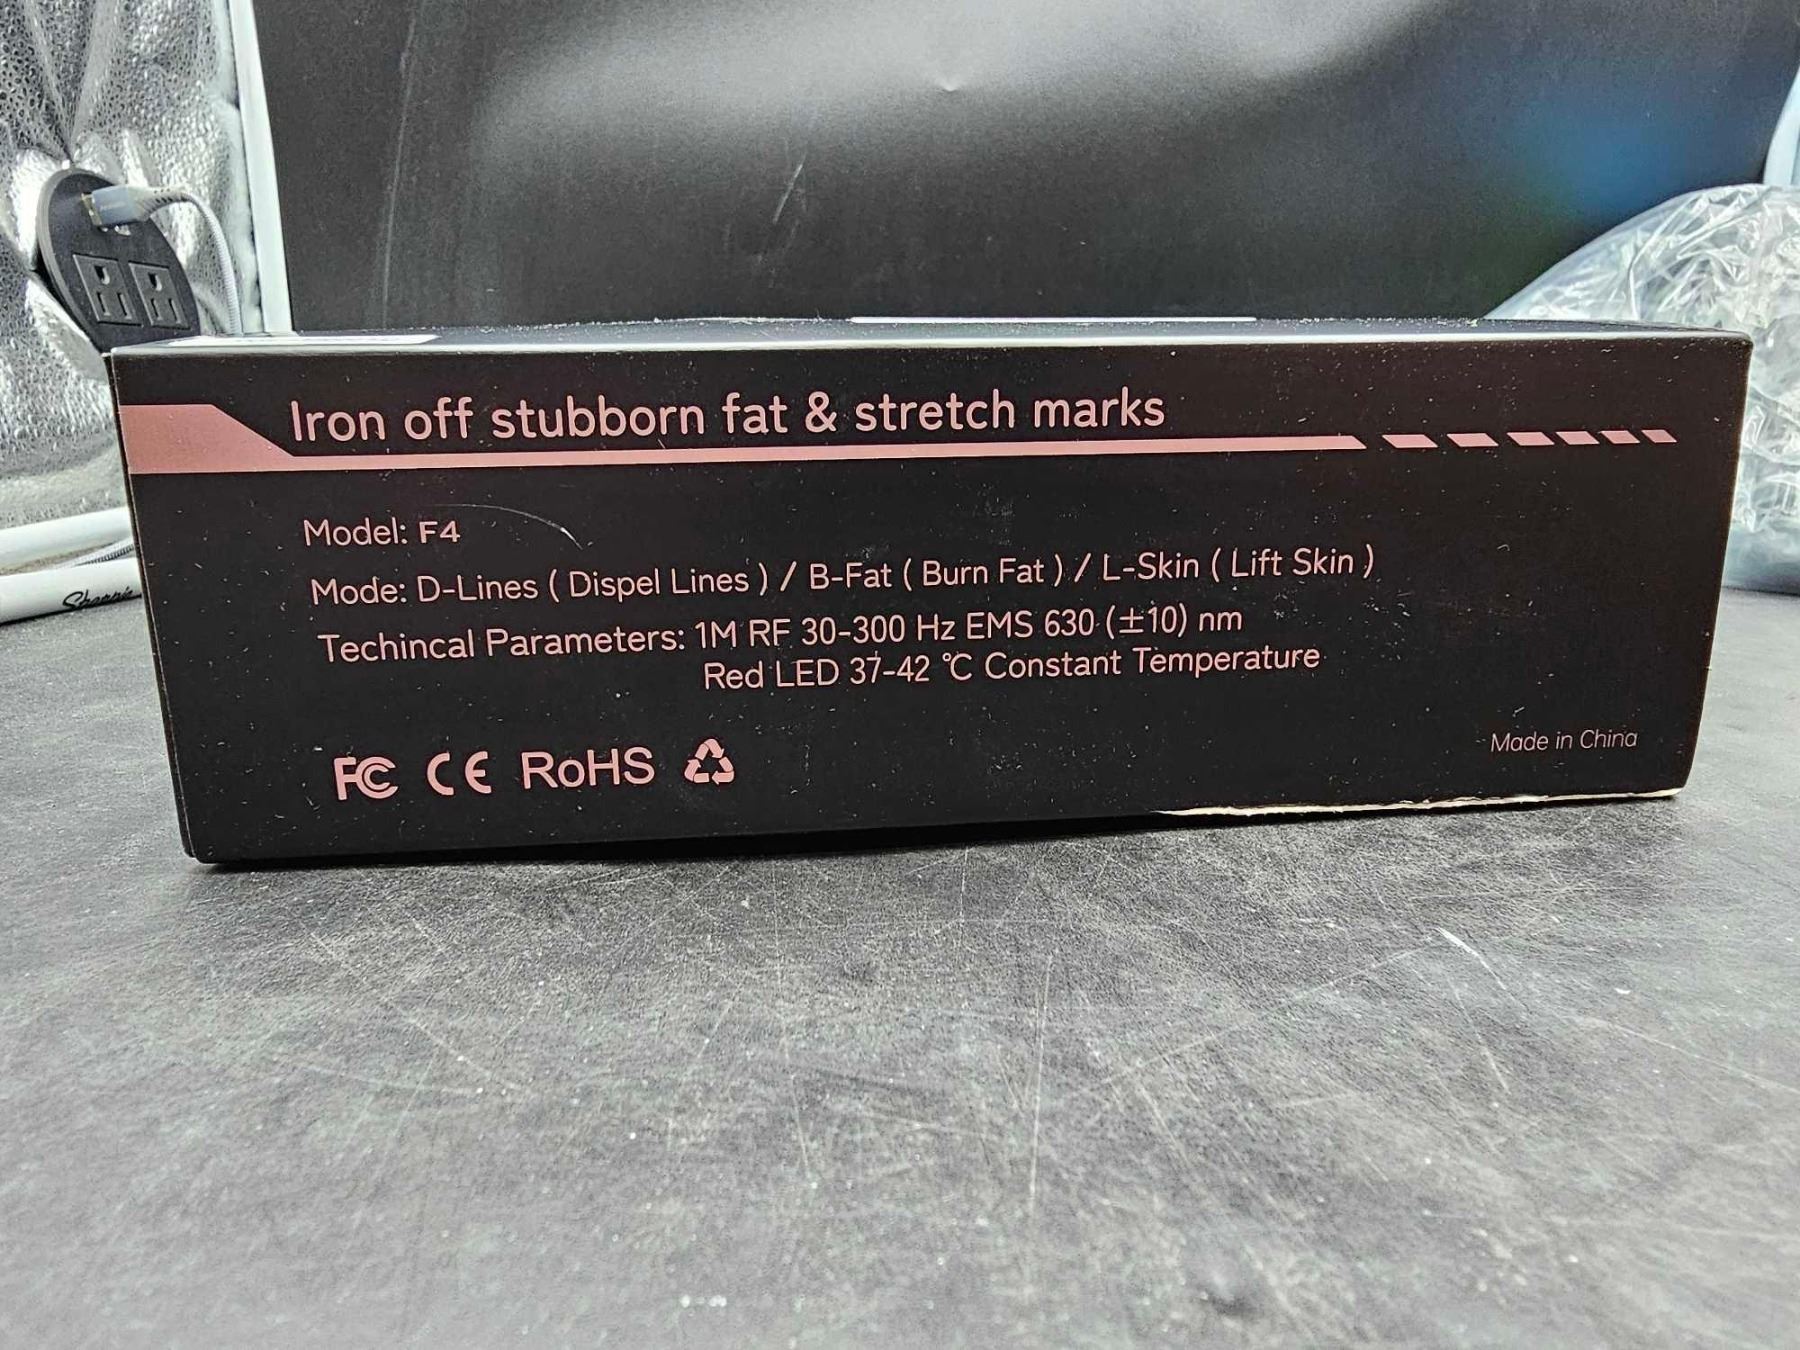 Iron off stubborn fat & stretch marks
Model: F4
Mode: D-Lines ( Dispel Lines ) / B-Fat ( Burn Fat ) / L-Skin ( Lift Skin )
Techincal Parameters: 1M RF 30-300 Hz EMS 630 (±10) nm
Red LED 37-42 ℃ Constant Temperature
Made in China
FC CE RoHS
Sharpie